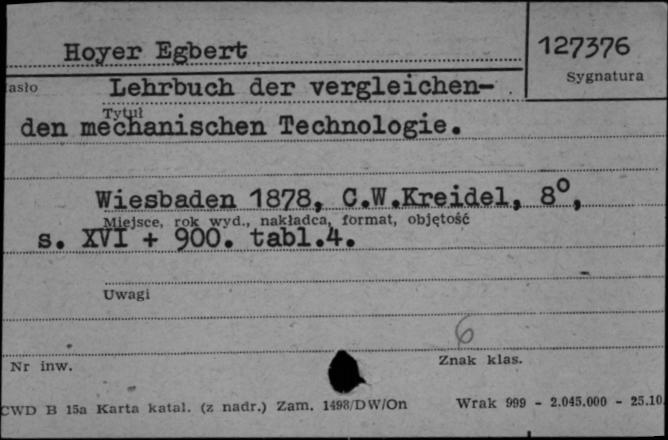 Hoyer Egbert
127376
Sygnatura
asło
Lehrbuch der vergleichen-
Tytuł
den mechanischen Technologie.
Wiesbaden 1878, C.W.Kreidel, 8°,
Miejsce, rok wyd., nakładca, format, objętość
s. XVI + 900. tabl.4.
Uwagi
6
Nr inw.
Znak klas.
CWD B 15a Karta katal. (z nadr.) Zam. 1498/DW/On
Wrak 999 - 2.045.000 - 25.10.